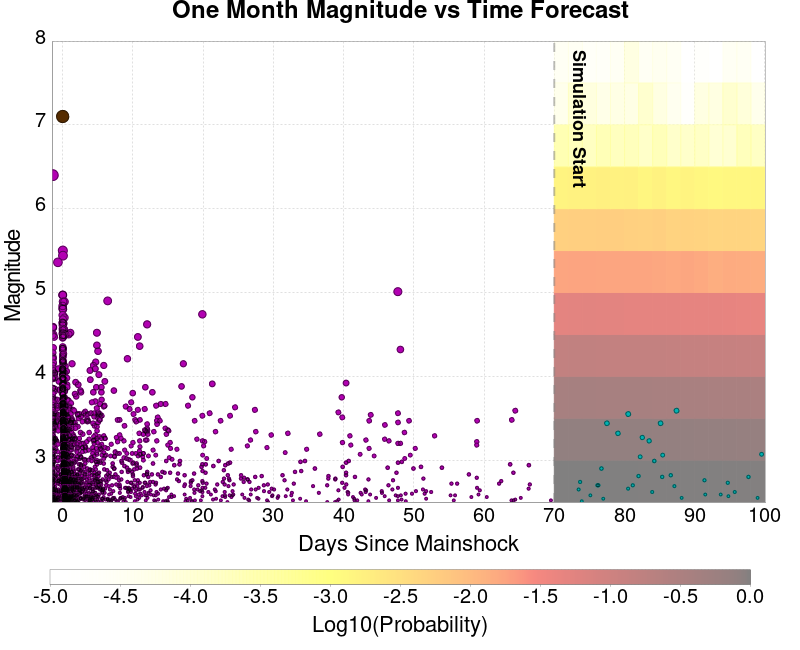 One Month Magnitude vs Time Forecast
8
7
6
5
4
3
Magnitude
Simulation Start
0 10 20 30 40 50 60 70 80 90 100
Days Since Mainshock
-5.0 -4.5 -4.0 -3.5 -3.0 -2.5 -2.0 -1.5 -1.0 -0.5 0.0
Log10(Probability)